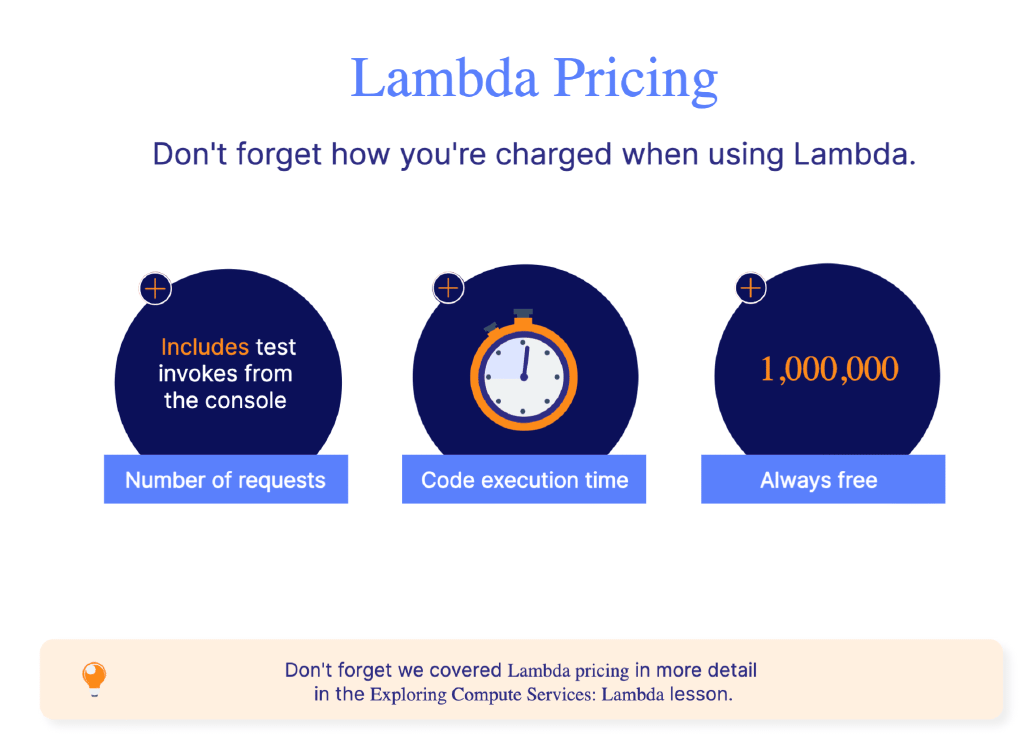 Lambda Pricing
Don't forget how you're charged when using Lambda.
Includes test
invokes from
the console
Number of requests
Code execution time
1,000,000
Always free
Don't forget we covered Lambda pricing in more detail
in the Exploring Compute Services: Lambda lesson.